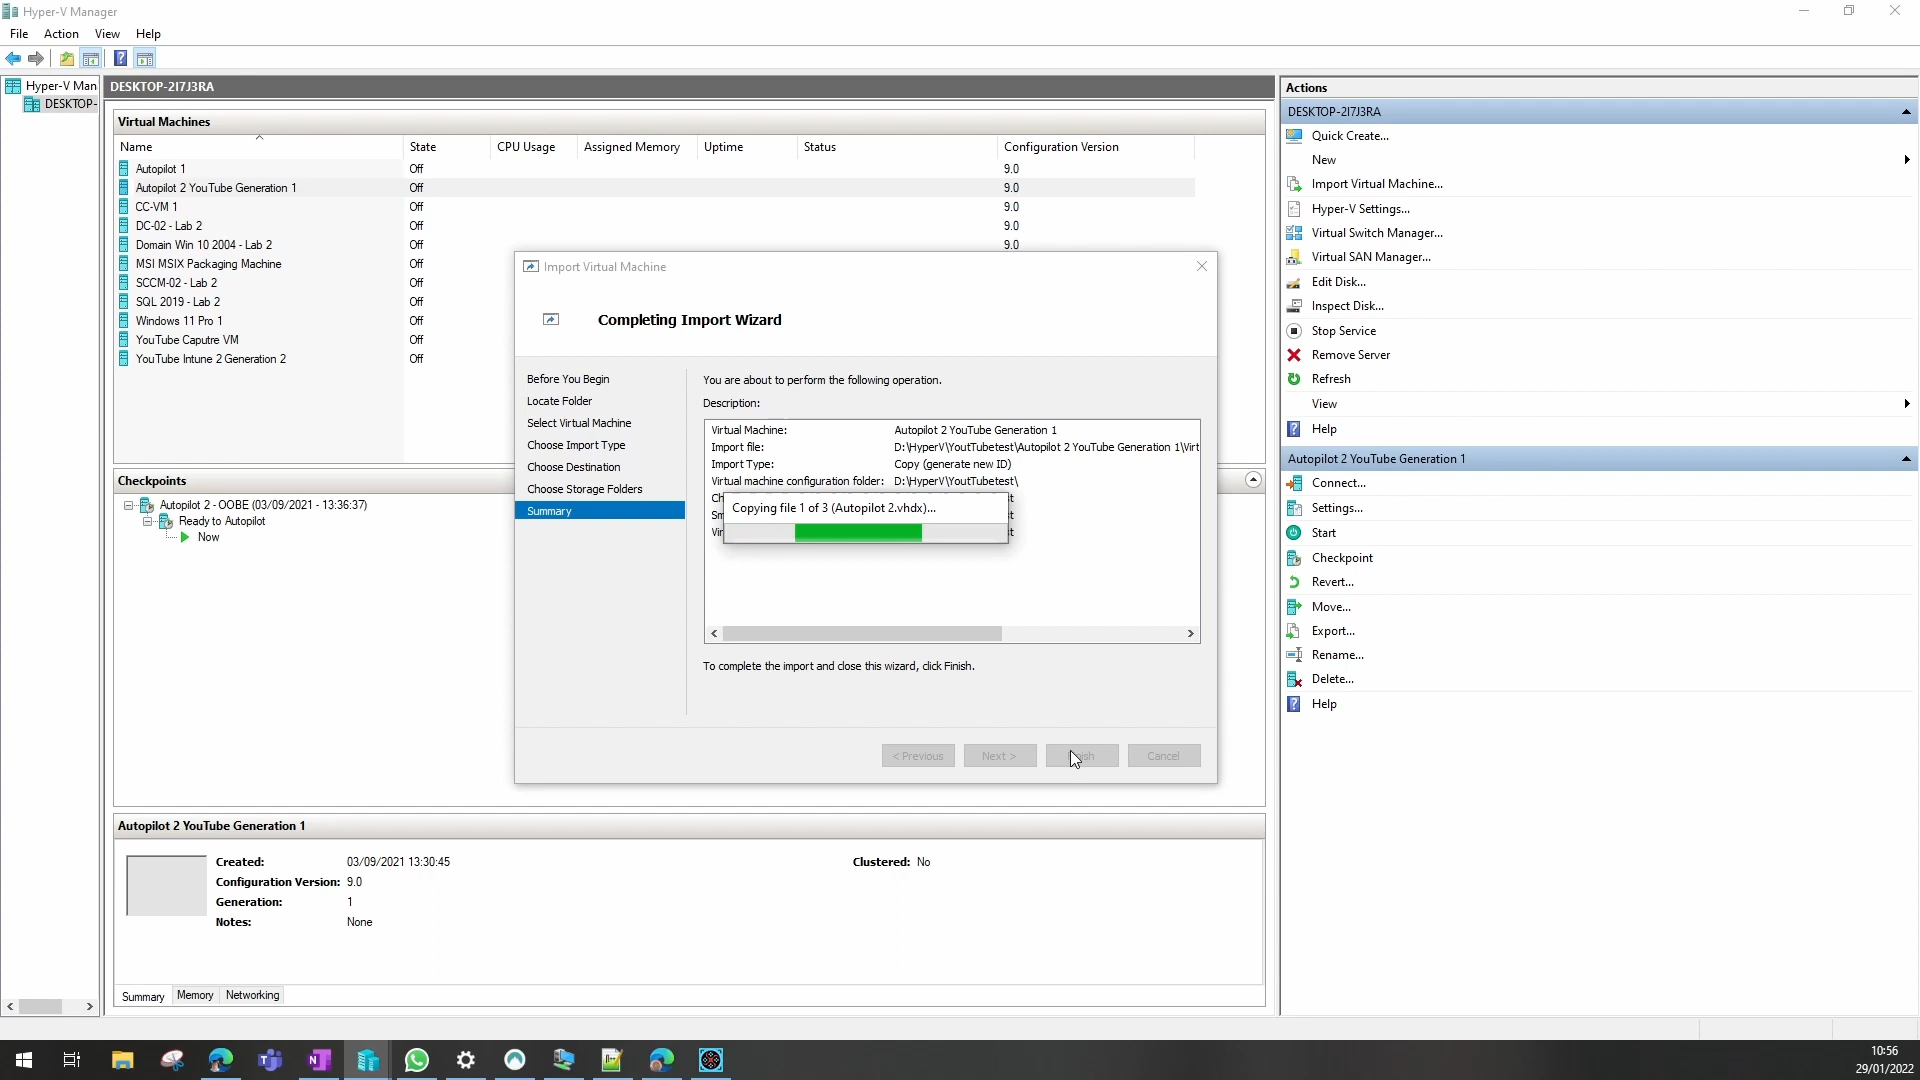 Hyper-V Manager
File Action View Help
Hyper-V Man
DESKTOP-
DESKTOP-2I7J3RA
Virtual Machines
Name State CPU Usage Assigned Memory Uptime Status Configuration Version
Autopilot 1 Off 9.0
Autopilot 2 YouTube Generation 1 Off 9.0
CC-VM 1 Off 9.0
DC-02 - Lab 2 Off 9.0
Domain Win 10 2004 - Lab 2 Off 9.0
MSI MSIX Packaging Machine Off
SCCM-02 - Lab 2 Off
SQL 2019 - Lab 2 Off
Windows 11 Pro 1 Off
YouTube Caputre VM Off
YouTube Intune 2 Generation 2 Off
Checkpoints
Autopilot 2 - OOBE (03/09/2021 - 13:36:37)
Ready to Autopilot
Now
Import Virtual Machine
Completing Import Wizard
Before You Begin
Locate Folder
Select Virtual Machine
Choose Import Type
Choose Destination
Choose Storage Folders
Summary
You are about to perform the following operation.
Description:
Virtual Machine: Autopilot 2 YouTube Generation 1
Import file: D:\HyperV\YoutTubetest\Autopilot 2 YouTube Generation 1\Virt
Import Type: Copy (generate new ID)
Virtual machine configuration folder: D:\HyperV\YoutTubetest\
Copying file 1 of 3 (Autopilot 2.vhdx)...
To complete the import and close this wizard, click Finish.
< Previous Next > Cancel
Autopilot 2 YouTube Generation 1
Created: 03/09/2021 13:30:45 Clustered: No
Configuration Version: 9.0
Generation: 1
Notes: None
Summary Memory Networking
Actions
DESKTOP-2I7J3RA
Quick Create...
New
Import Virtual Machine...
Hyper-V Settings...
Virtual Switch Manager...
Virtual SAN Manager...
Edit Disk...
Inspect Disk...
Stop Service
Remove Server
Refresh
View
Help
Autopilot 2 YouTube Generation 1
Connect...
Settings...
Start
Checkpoint
Revert...
Move...
Export...
Rename...
Delete...
Help
10:56
29/01/2022